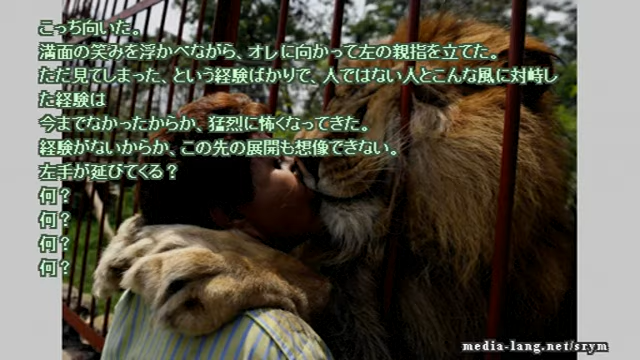 こっち向いた。
満面の笑みを浮かべながら、オレに向かって左の親指を立てた。
ただ見てしまった、という経験ばかりで、人ではない人とこんな風に対峙し
た経験は
今までなかったからか、猛烈に怖くなってきた。
経験がないからか、この先の展開も想像できない。
左手が延びてくる？
何？
何？
何？
何？
media-lang.net/srym